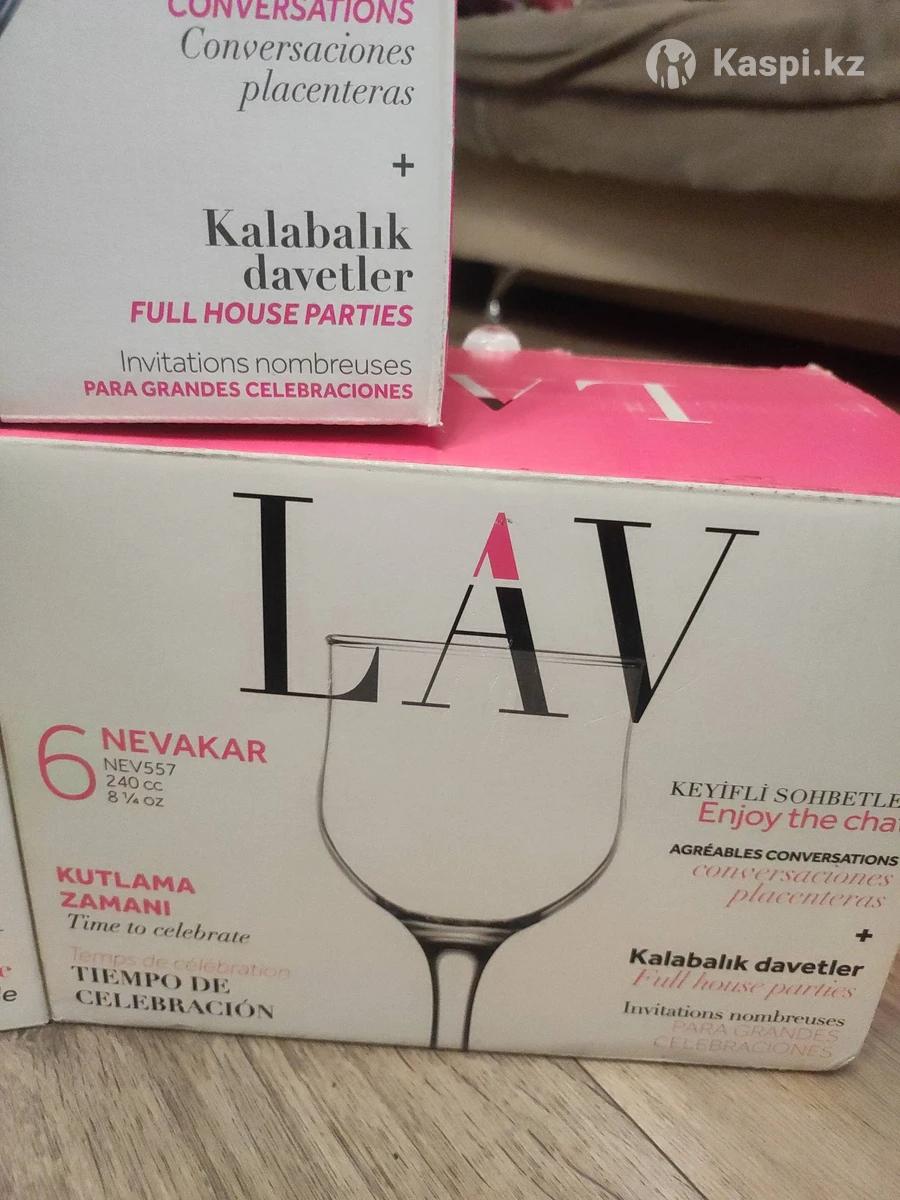 CONVERSATIONS
Conversaciones
placenteras
+
Kalabalık
davetler
FULL HOUSE PARTIES
Invitations nombreuses
PARA GRANDES CELEBRACIONES
Kaspi.kz
LAV
LAV
6 NEVAKAR
NEV557
240 cc
8 ¼ oz
KUTLAMA
ZAMANI
Time to celebrate
Temps de célébration
TIEMPO DE
CELEBRACIÓN
KEYİFLİ SOHBETLE
Enjoy the cha
AGRÉABLES CONVERSATIONS
conversaciones
placenteras
+
Kalabalık davetler
Full house parties
Invitations nombreuses
PARA GRANDES
CELEBRACIONES